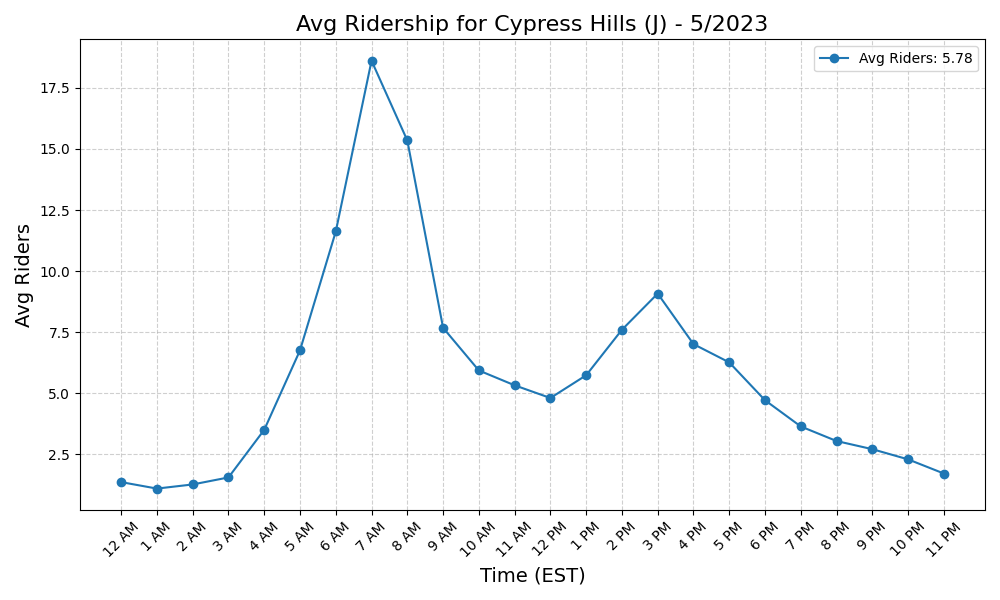 Avg Ridership for Cypress Hills (J) - 5/2023
Avg Riders: 5.78
Avg Riders
17.5
15.0
12.5
10.0
7.5
5.0
2.5
12 AM
1 AM
2 AM
3 AM
4 AM
5 AM
6 AM
7 AM
8 AM
9 AM
10 AM
11 AM
12 PM
1 PM
2 PM
3 PM
4 PM
5 PM
6 PM
7 PM
8 PM
9 PM
10 PM
11 PM
Time (EST)